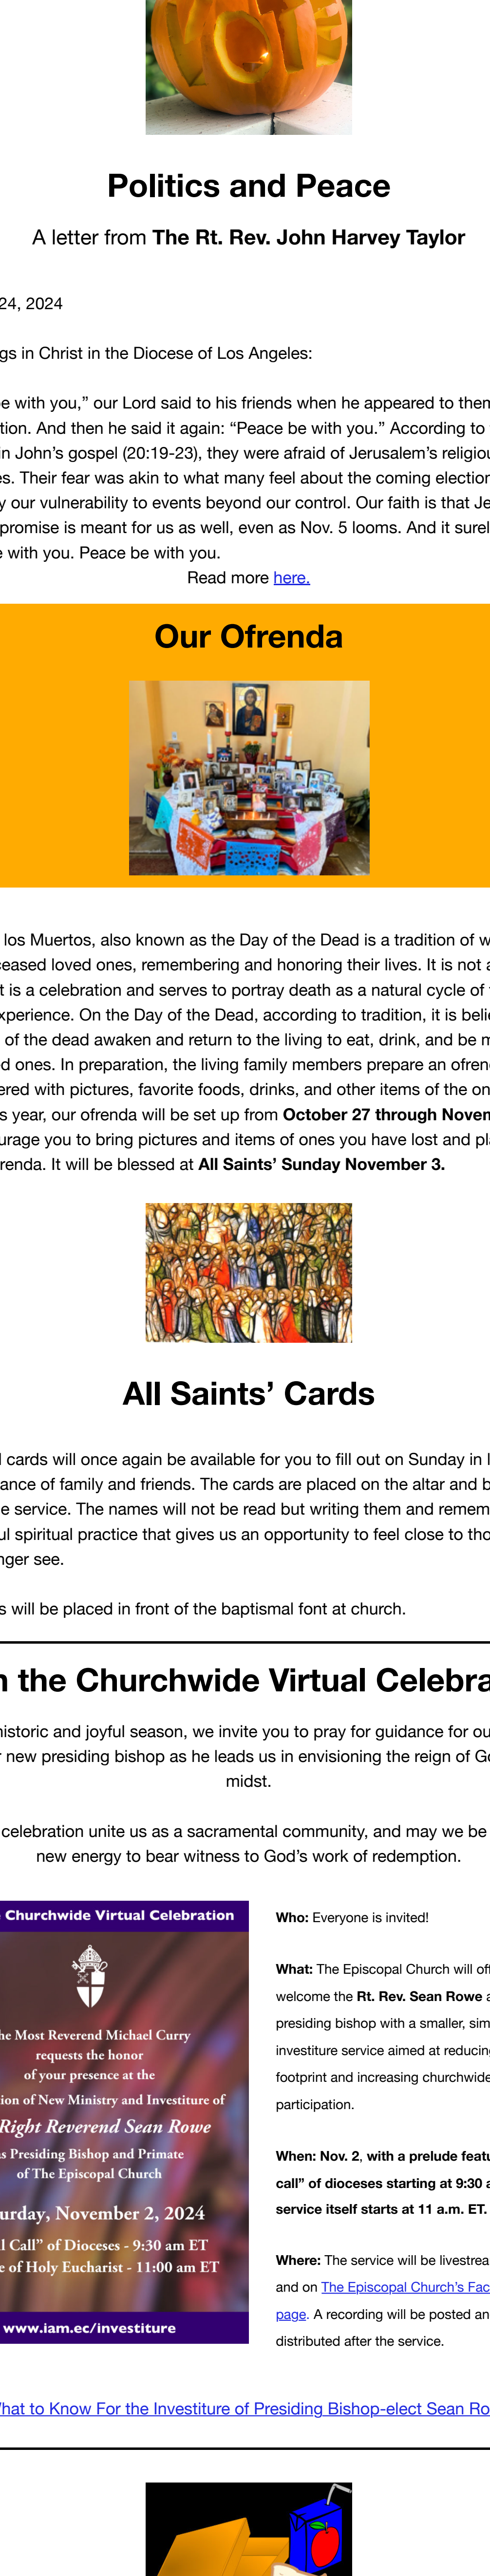 Politics and Peace
A letter from The Rt. Rev. John Harvey Taylor
24, 2024
gs in Christ in the Diocese of Los Angeles:
e with you,” our Lord said to his friends when he appeared to them
tion. And then he said it again: “Peace be with you.” According to
in John’s gospel (20:19-23), they were afraid of Jerusalem’s religiou
es. Their fear was akin to what many feel about the coming election
y our vulnerability to events beyond our control. Our faith is that Je
promise is meant for us as well, even as Nov. 5 looms. And it surel
e with you. Peace be with you.
Read more here.
Our Ofrenda
los Muertos, also known as the Day of the Dead is a tradition of w
ceased loved ones, remembering and honoring their lives. It is not a
t is a celebration and serves to portray death as a natural cycle of
xperience. On the Day of the Dead, according to tradition, it is belie
of the dead awaken and return to the living to eat, drink, and be m
d ones. In preparation, the living family members prepare an ofren
ered with pictures, favorite foods, drinks, and other items of the on
s year, our ofrenda will be set up from October 27 through Novem
urage you to bring pictures and items of ones you have lost and pl
renda. It will be blessed at All Saints’ Sunday November 3.
All Saints’ Cards
l cards will once again be available for you to fill out on Sunday in l
ance of family and friends. The cards are placed on the altar and b
e service. The names will not be read but writing them and remem
ul spiritual practice that gives us an opportunity to feel close to tho
nger see.
s will be placed in front of the baptismal font at church.
n the Churchwide Virtual Celebra
historic and joyful season, we invite you to pray for guidance for ou
r new presiding bishop as he leads us in envisioning the reign of Go
midst.
celebration unite us as a sacramental community, and may we be
new energy to bear witness to God’s work of redemption.
Churchwide Virtual Celebration
he Most Reverend Michael Curry
requests the honor
of your presence at the
ion of New Ministry and Investiture of
Right Reverend Sean Rowe
as Presiding Bishop and Primate
of The Episcopal Church
urday, November 2, 2024
l Call” of Dioceses - 9:30 am ET
e of Holy Eucharist - 11:00 am ET
www.iam.ec/investiture
Who: Everyone is invited!
What: The Episcopal Church will off
welcome the Rt. Rev. Sean Rowe a
presiding bishop with a smaller, sim
investiture service aimed at reducing
footprint and increasing churchwide
participation.
When: Nov. 2, with a prelude featu
call” of dioceses starting at 9:30 a
service itself starts at 11 a.m. ET.
Where: The service will be livestrea
and on The Episcopal Church’s Fac
page. A recording will be posted an
distributed after the service.
hat to Know For the Investiture of Presiding Bishop-elect Sean Ro